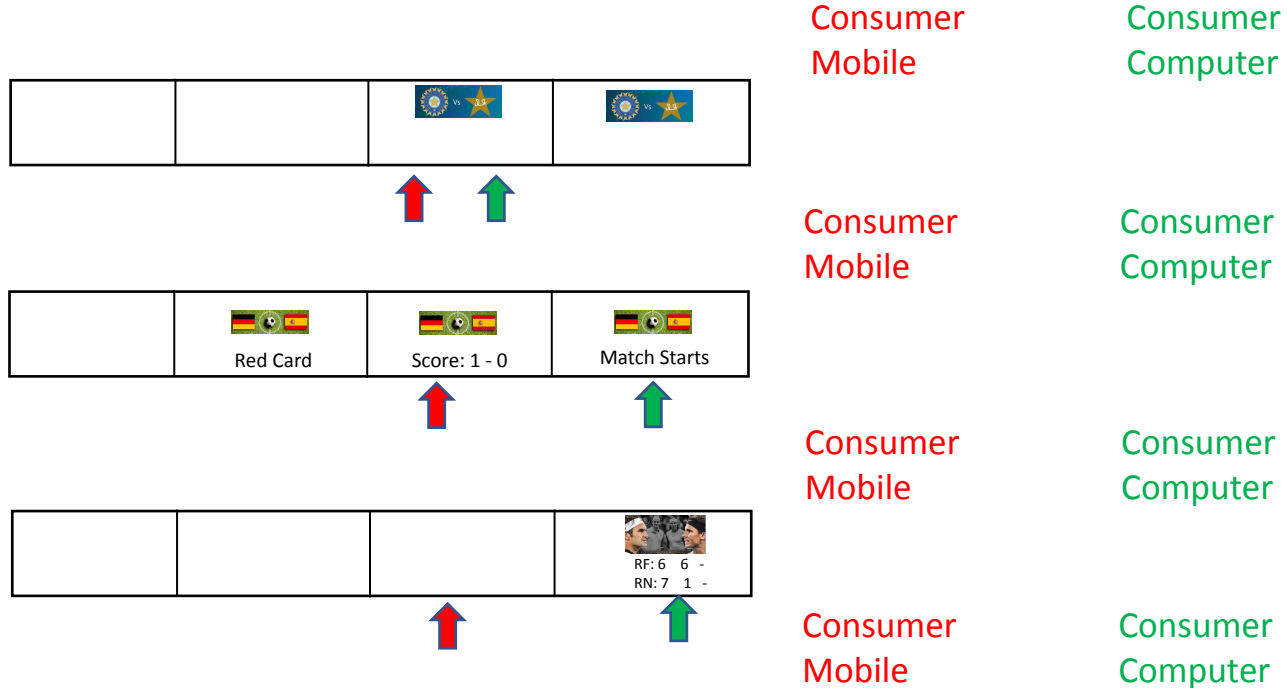 Consumer
Mobile
Consumer
Computer
Vs
Vs
Consumer
Mobile
Consumer
Computer
Red Card
Score: 1 - 0
Match Starts
Consumer
Mobile
Consumer
Computer
RF: 6 6 -
RN: 7 1 -
Consumer
Mobile
Consumer
Computer